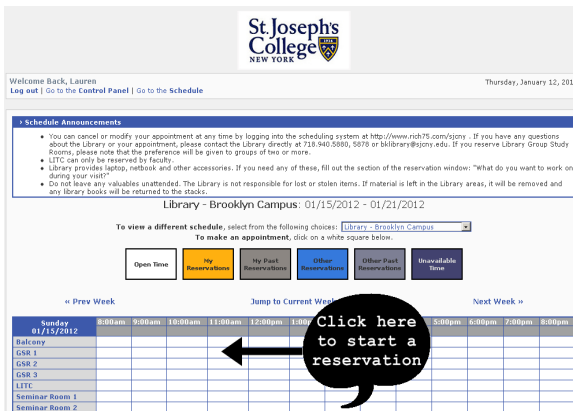 St.Joseph's
College
NEW YORK
Welcome Back, Lauren
Thursday, January 12, 201
Log out | Go to the Control Panel | Go to the Schedule
› Schedule Announcements
• You can cancel or modify your appointment at any time by logging into the scheduling system at http://www.rich75.com/sjcny . If you have any questions
about the Library or your appointment, please contact the Library directly at 718.940.5880, 5878 or bklibrary@sjcny.edu. If you reserve Library Group Study
Rooms, please note that the preference will be given to groups of two or more.
• LITC can only be reserved by faculty.
• Library provides laptop, netbook and other accessories. If you need any of these, fill out the section of the reservation window: "What do you want to work on
during your visit?"
• Do not leave any valuables unattended. The Library is not responsible for lost or stolen items. If material is left in the Library areas, it will be removed and
any library books will be returned to the stacks.
Library - Brooklyn Campus: 01/15/2012 - 01/21/2012
To view a different schedule, select from the following choices: Library - Brooklyn Campus
To make an appointment, click on a white square below.
Open Time My Reservations My Past Reservations Other Reservations Other Past Reservations Unavailable Time
‹‹ Prev Week Jump to Current Week Next Week ››
Sunday 8:00am 9:00am 10:00am 11:00am 12:00pm 1:00 5:00pm 6:00pm 7:00pm 8:00pm
01/15/2012
Click here
to start a
reservation
Balcony
GSR 1
GSR 2
GSR 3
LITC
Seminar Room 1
Seminar Room 2